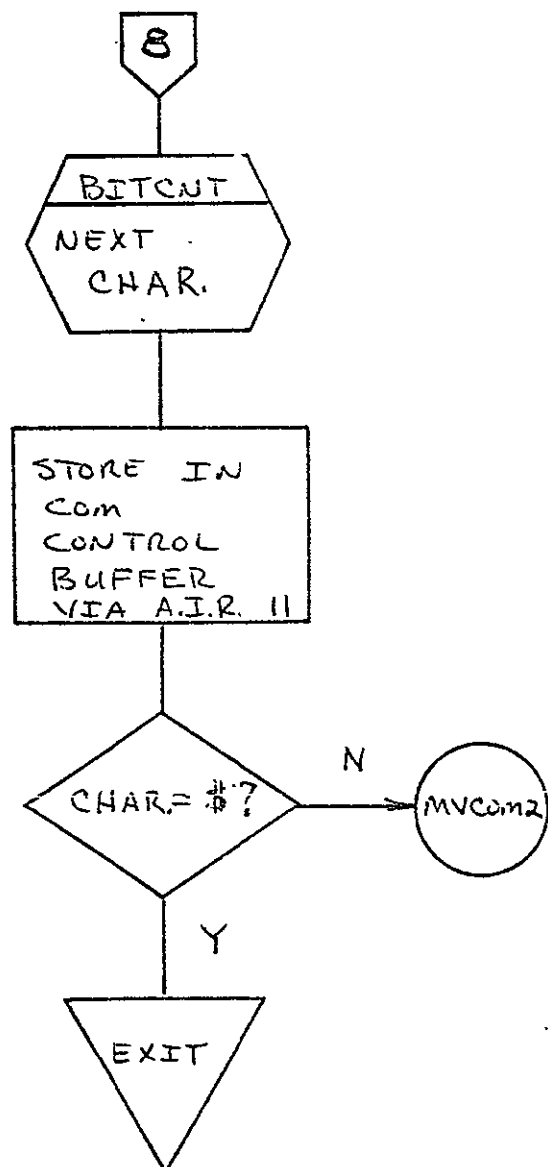 8
BITCNT
NEXT
CHAR.
STORE IN
COM
CONTROL
BUFFER
VIA A.I.R. 11
CHAR.= #?
N
MVCOM2
Y
EXIT